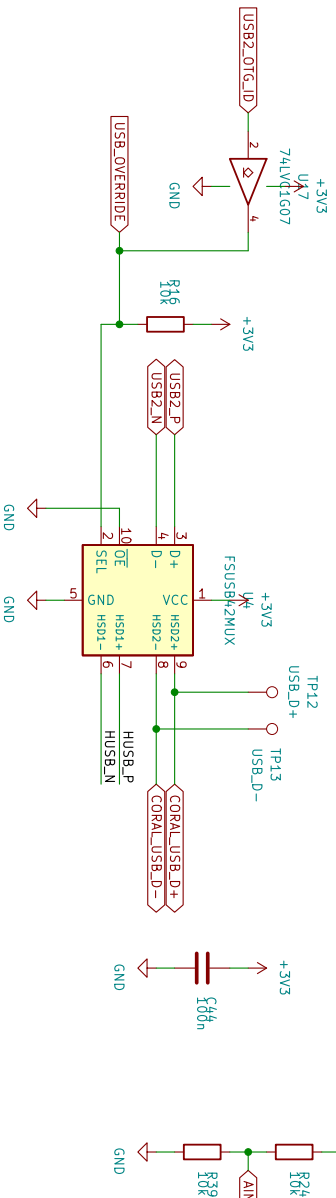 USB2_OTG_ID
+3V3
U17
74LVC1G07
2
4
GND
USB_OVERRIDE
R16
10k
+3V3
USB2_N
USB2_P
GND
2
10
4
3
SEL
OE
D-
D+
FSUSB42MUX
U4
+3V3
GND
5
GND
VCC
1
HSD1-
HSD1+
HSD2-
HSD2+
6
7
8
9
TP12
USB_D+
TP13
USB_D-
HUSB_N
HUSB_P
CORAL_USB_D-
CORAL_USB_D+
+3V3
GND
C44
100n
GND
R39
10k
R24
10k